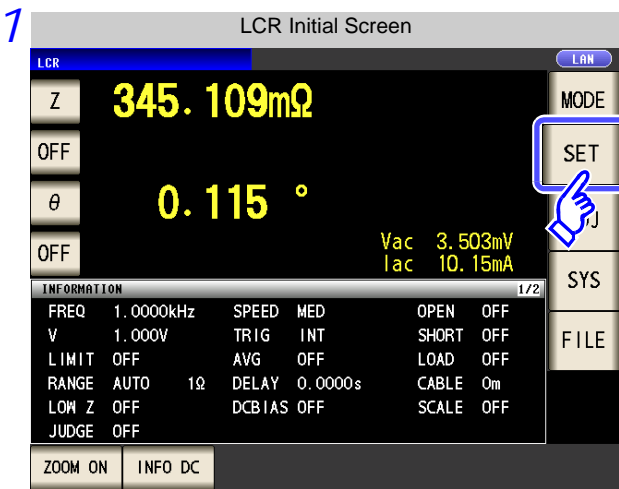 1
LCR Initial Screen
LCR
LAN
Z 345.109mΩ
MODE
OFF
SET
θ 0.115 °
OFF
Vac 3.503mV
Iac 10.15mA
SYS
INFORMATION 1/2
FREQ 1.0000kHz SPEED MED OPEN OFF
V 1.000V TRIG INT SHORT OFF
FILE
LIMIT OFF AVG OFF LOAD OFF
RANGE AUTO 1Ω DELAY 0.0000s CABLE 0m
LOW Z OFF DCBIAS OFF SCALE OFF
JUDGE OFF
ZOOM ON INFO DC